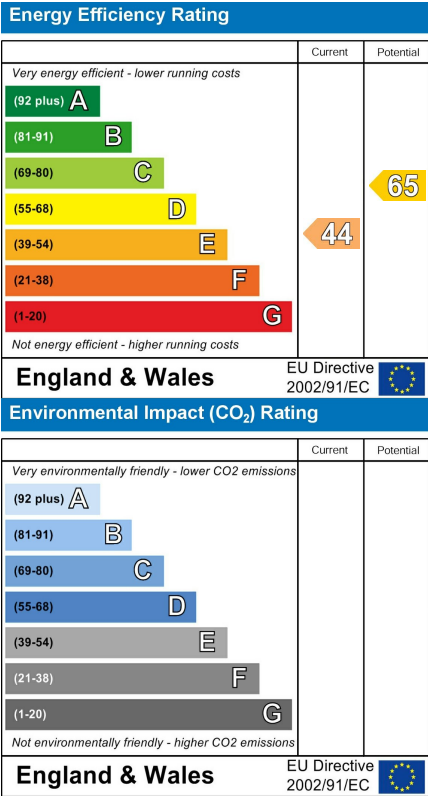 Energy Efficiency Rating
Current Potential
Very energy efficient - lower running costs
(92 plus) A
(81-91) B
(69-80) C
65
(55-68) D
(39-54) E
44
(21-38) F
(1-20) G
Not energy efficient - higher running costs
England & Wales
EU Directive
2002/91/EC
Environmental Impact (CO₂) Rating
Current Potential
Very environmentally friendly - lower CO2 emissions
(92 plus) A
(81-91) B
(69-80) C
(55-68) D
(39-54) E
(21-38) F
(1-20) G
Not environmentally friendly - higher CO2 emissions
England & Wales
EU Directive
2002/91/EC